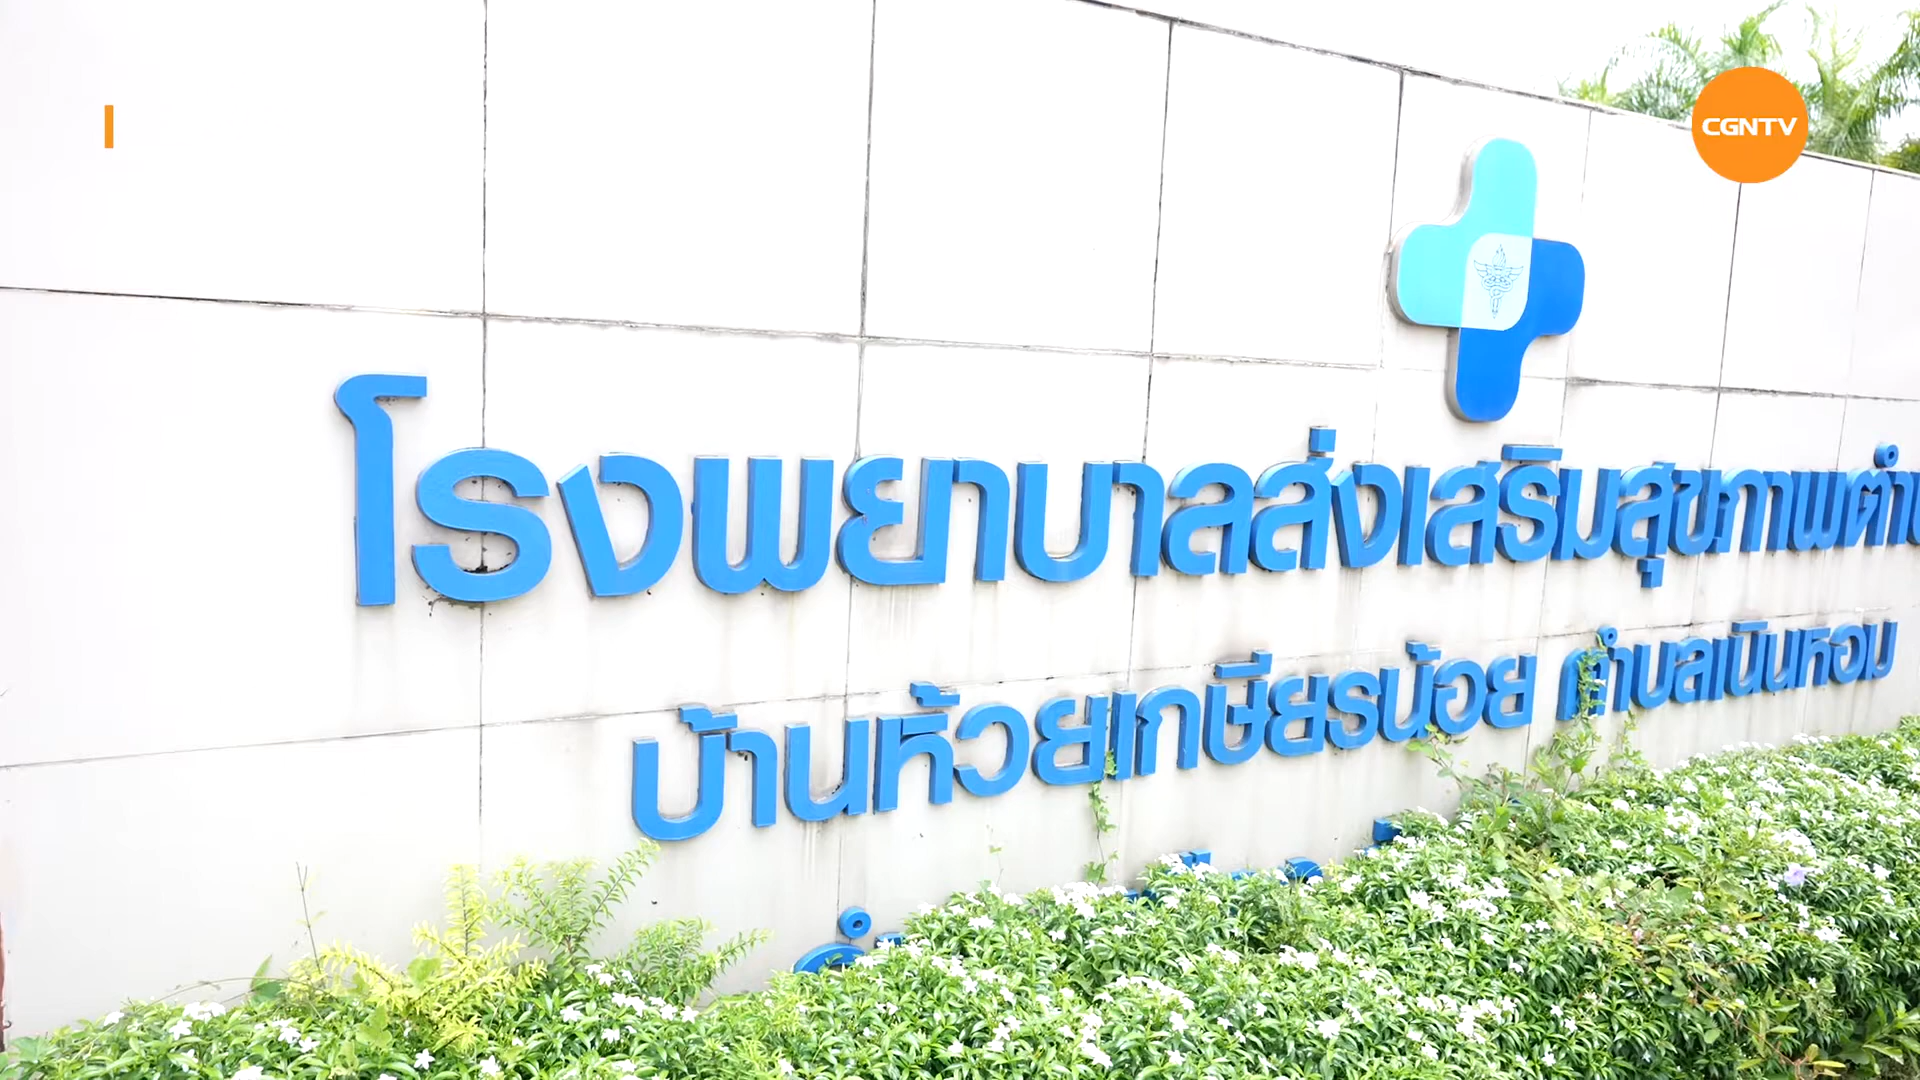 CGNTV
โรงพยาบาลส่งเสริมสุขภาพตำบ
บ้านห้วยเกษียรน้อย ตำบลเนินหอม